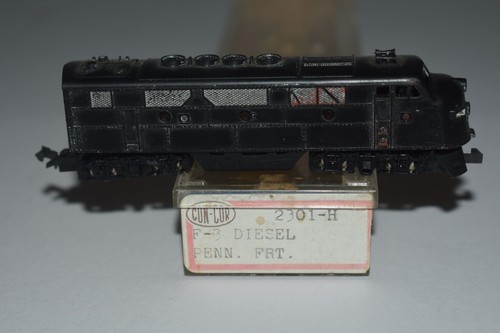 CON-COR 2301-H
F-3 DIESEL
PENN. FRT.